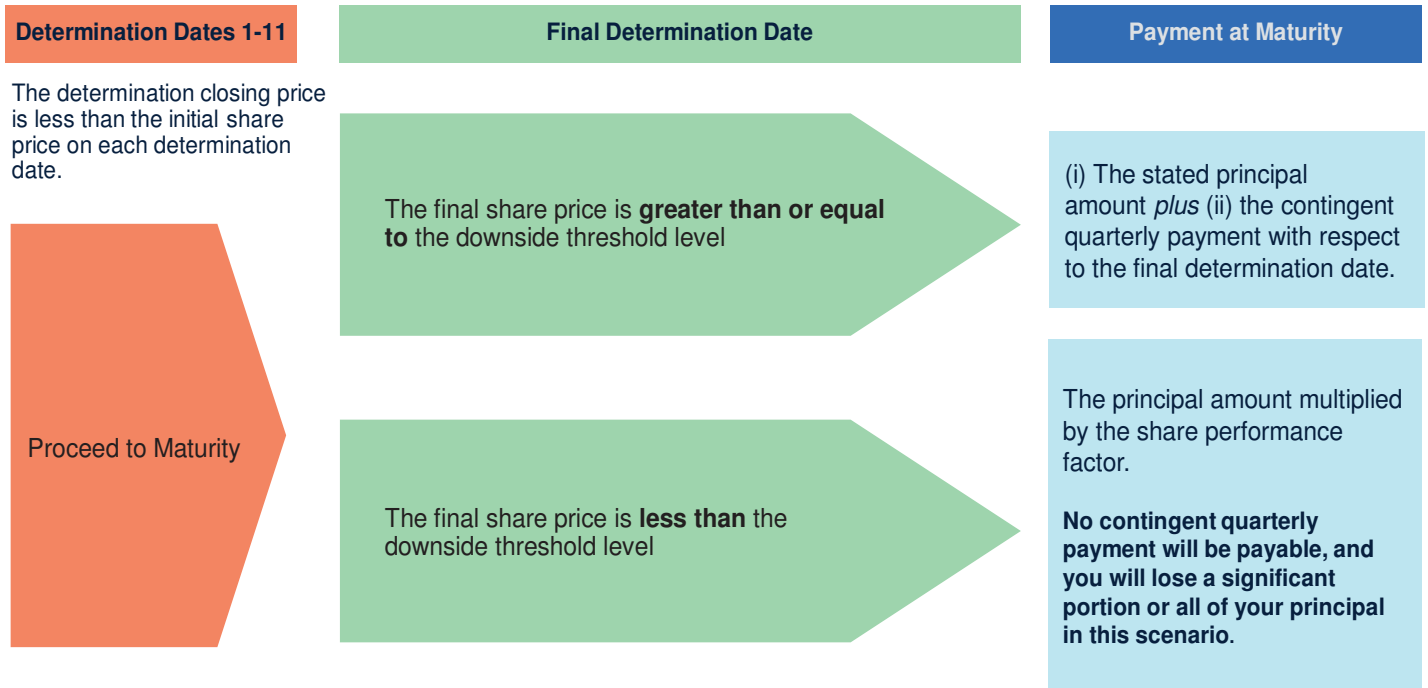 Determination Dates 1-11
Final Determination Date
Payment at Maturity
The determination closing price
is less than the initial share
price on each determination
date.
Proceed to Maturity
The final share price is greater than or equal
to the downside threshold level
(i) The stated principal
amount plus (ii) the contingent
quarterly payment with respect
to the final determination date.
The final share price is less than the
downside threshold level
The principal amount multiplied
by the share performance
factor.
No contingent quarterly
payment will be payable, and
you will lose a significant
portion or all of your principal
in this scenario.